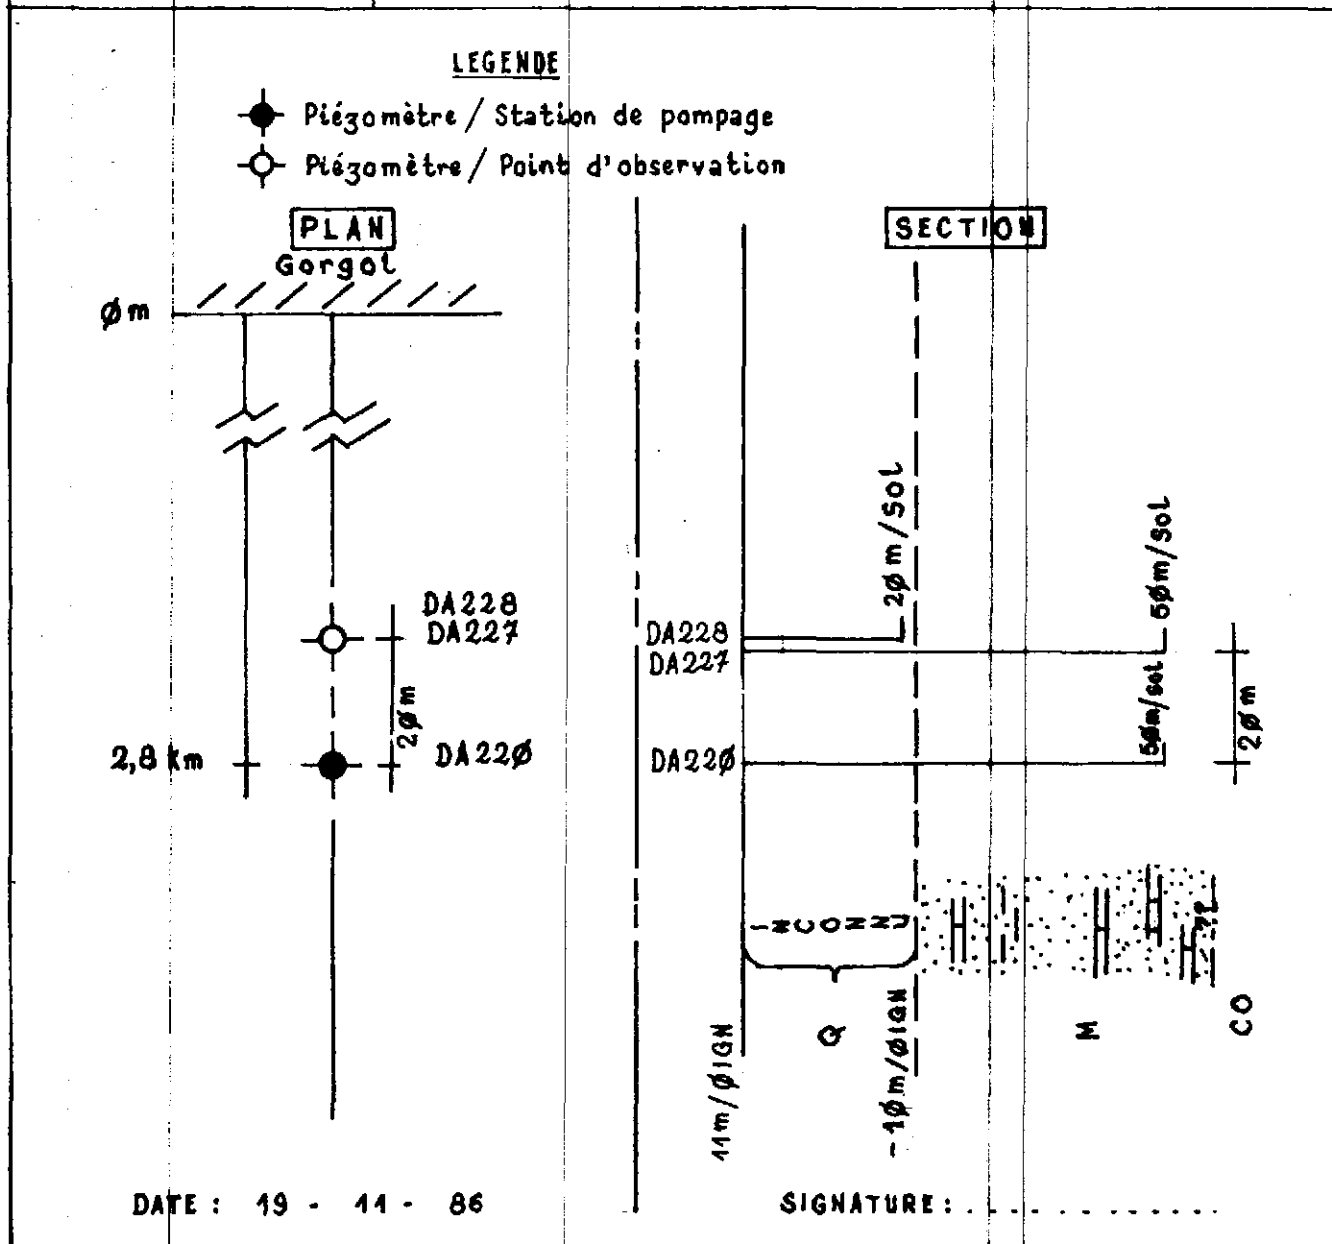 LEGENDE
Piézomètre / Station de pompage
Piézomètre / Point d'observation
PLAN
Gorgol
Øm
DA228
DA227
2Øm
2,8 km
DA22Ø
SECTION
2Øm/sol
5Øm/sol
DA228
DA227
5Øm/sol
2Øm
DA22Ø
INCONNU
??
Q
M
CO
11m/ØIGN
-1Øm/ØIGN
DATE : 19 - 11 - 86
SIGNATURE : . . . . . . . . . . . . .